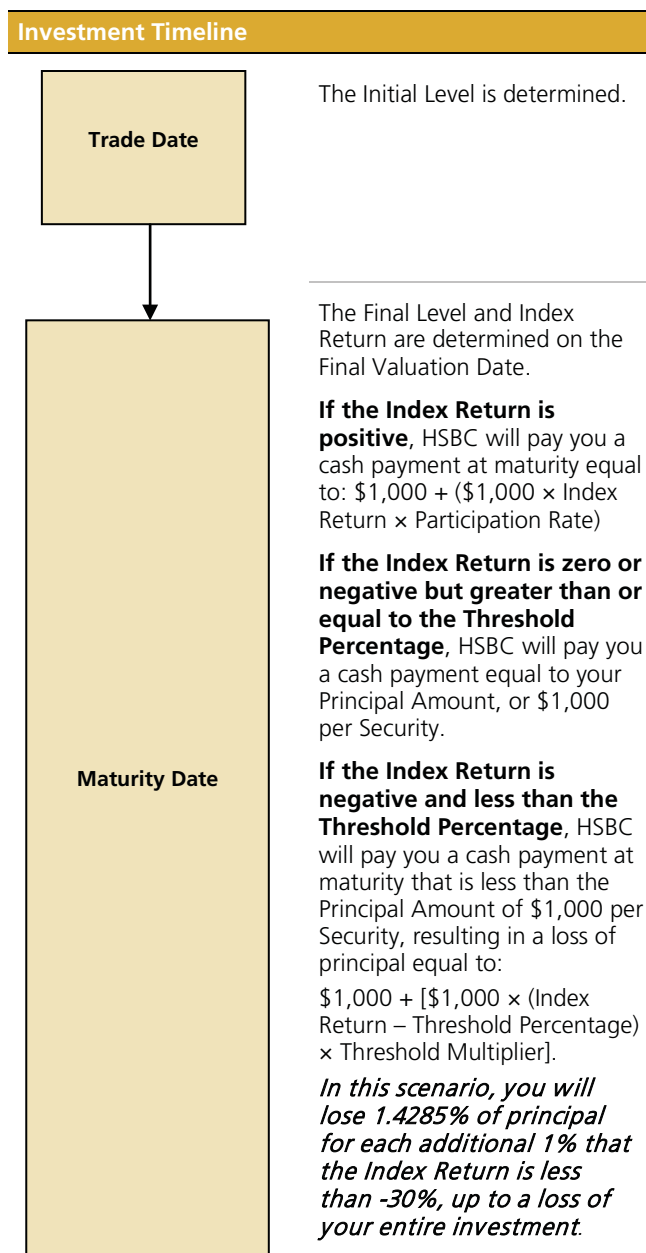 Investment Timeline
Trade Date
The Initial Level is determined.
Maturity Date
The Final Level and Index
Return are determined on the
Final Valuation Date.
If the Index Return is
positive, HSBC will pay you a
cash payment at maturity equal
to: $1,000 + ($1,000 × Index
Return × Participation Rate)
If the Index Return is zero or
negative but greater than or
equal to the Threshold
Percentage, HSBC will pay you
a cash payment equal to your
Principal Amount, or $1,000
per Security.
If the Index Return is
negative and less than the
Threshold Percentage, HSBC
will pay you a cash payment at
maturity that is less than the
Principal Amount of $1,000 per
Security, resulting in a loss of
principal equal to:
$1,000 + [$1,000 × (Index
Return – Threshold Percentage)
× Threshold Multiplier].
In this scenario, you will
lose 1.4285% of principal
for each additional 1% that
the Index Return is less
than -30%, up to a loss of
your entire investment.